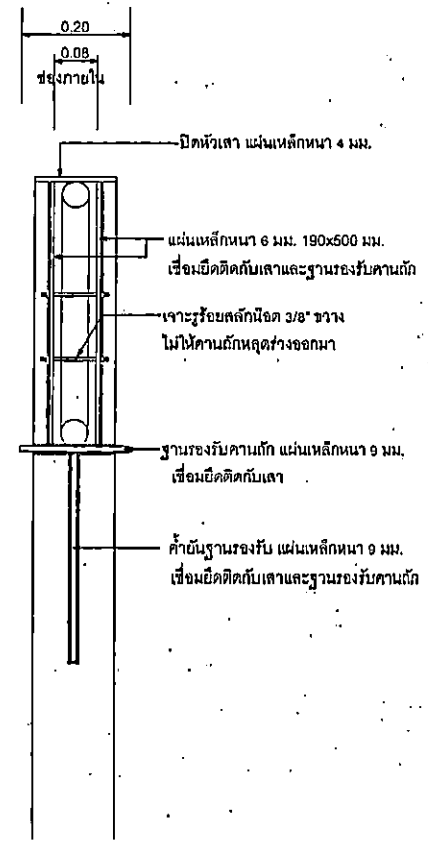 0.20
0.08
ช่องภายใน
ปิดหัวเสา แผ่นเหล็กหนา 4 มม.
แผ่นเหล็กหนา 6 มม. 190x500 มม.
เชื่อมยึดติดกับเสาและฐานรองรับคานถัก
เจาะรูร้อยสลักน๊อต 3/8" ขวาง
ไม่ให้คานถักหลุดร่วงออกมา
ฐานรองรับคานถัก แผ่นเหล็กหนา 9 มม.
เชื่อมยึดติดกับเสา
ค้ำยันฐานรองรับ แผ่นเหล็กหนา 9 มม.
เชื่อมยึดติดกับเสาและฐานรองรับคานถัก